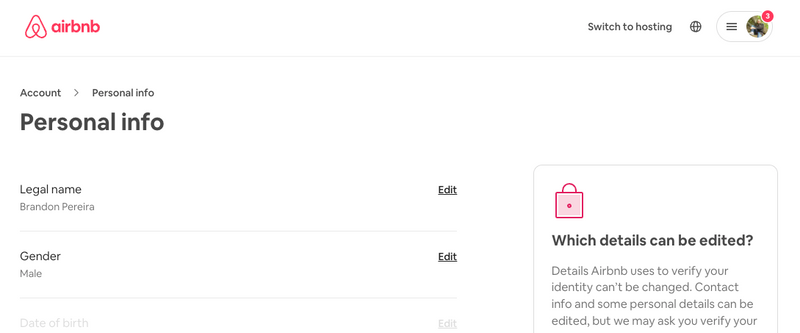 airbnb
Switch to hosting
3
Account > Personal info
Personal info
Legal name
Edit
Brandon Pereira
Gender
Edit
Male
Date of birth
Edit
Which details can be edited?
Details Airbnb uses to verify your
identity can't be changed. Contact
info and some personal details can be
edited, but we may ask you verify your